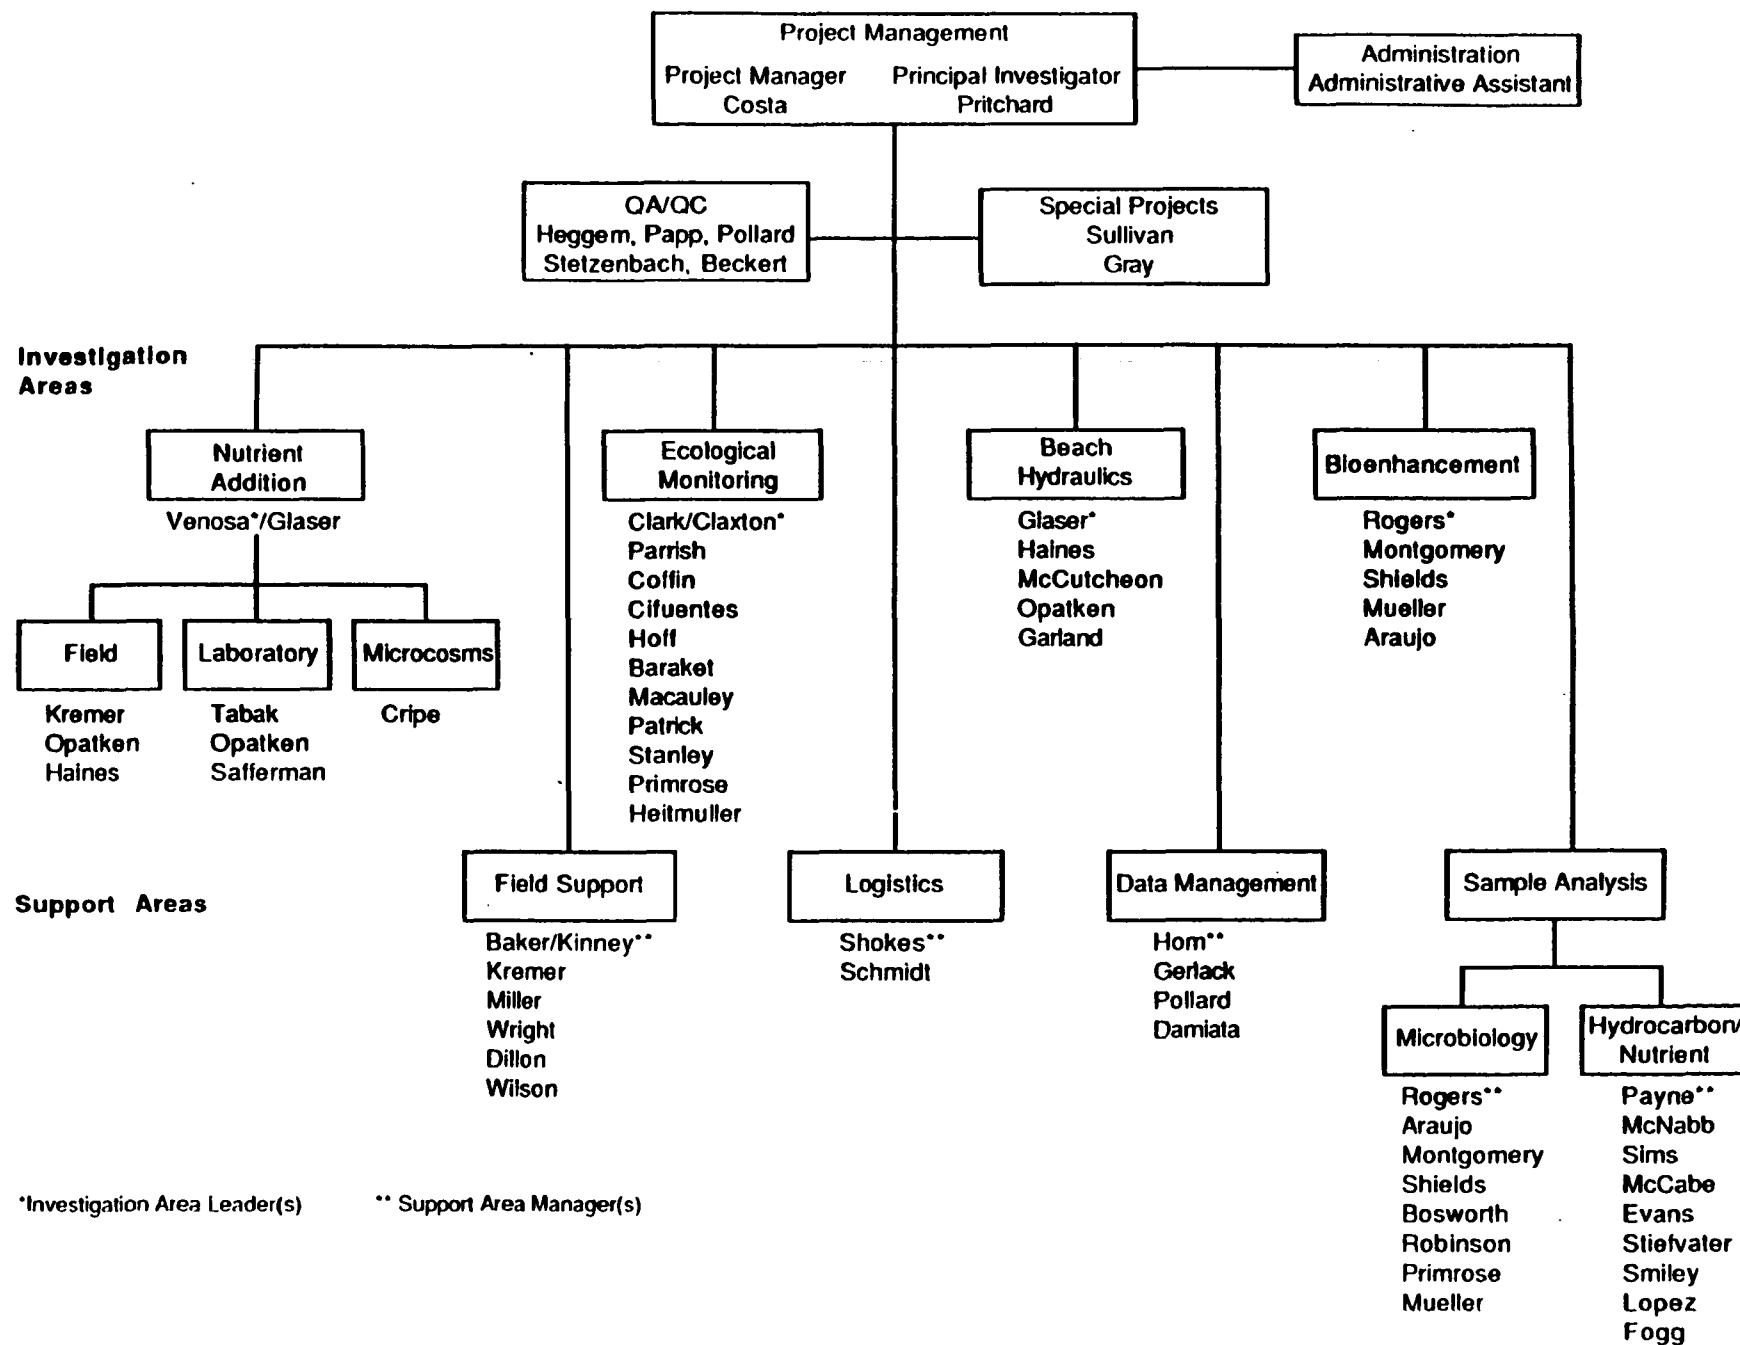 Project Management
Project Manager
Costa
Principal Investigator
Pritchard
Administration
Administrative Assistant
QA/QC
Heggem, Papp, Pollard
Stetzenbach, Beckert
Special Projects
Sullivan
Gray
Investigation
Areas
Nutrient
Addition
Venosa*/Glaser
Field
Kremer
Opatken
Haines
Laboratory
Tabak
Opatken
Safferman
Microcosms
Cripe
Ecological
Monitoring
Clark/Claxton*
Parrish
Coffin
Cifuentes
Hoff
Baraket
Macauley
Patrick
Stanley
Primrose
Heitmuller
Beach
Hydraulics
Glaser*
Haines
McCutcheon
Opatken
Garland
Bioenhancement
Rogers*
Montgomery
Shields
Mueller
Araujo
Support Areas
Field Support
Baker/Kinney**
Kremer
Miller
Wright
Dillon
Wilson
Logistics
Shokes**
Schmidt
Data Management
Horn**
Gerlack
Pollard
Damiata
Sample Analysis
Microbiology
Rogers**
Araujo
Montgomery
Shields
Bosworth
Robinson
Primrose
Mueller
Hydrocarbon/
Nutrient
Payne**
McNabb
Sims
McCabe
Evans
Stiefvater
Smiley
Lopez
Fogg
*Investigation Area Leader(s)
** Support Area Manager(s)